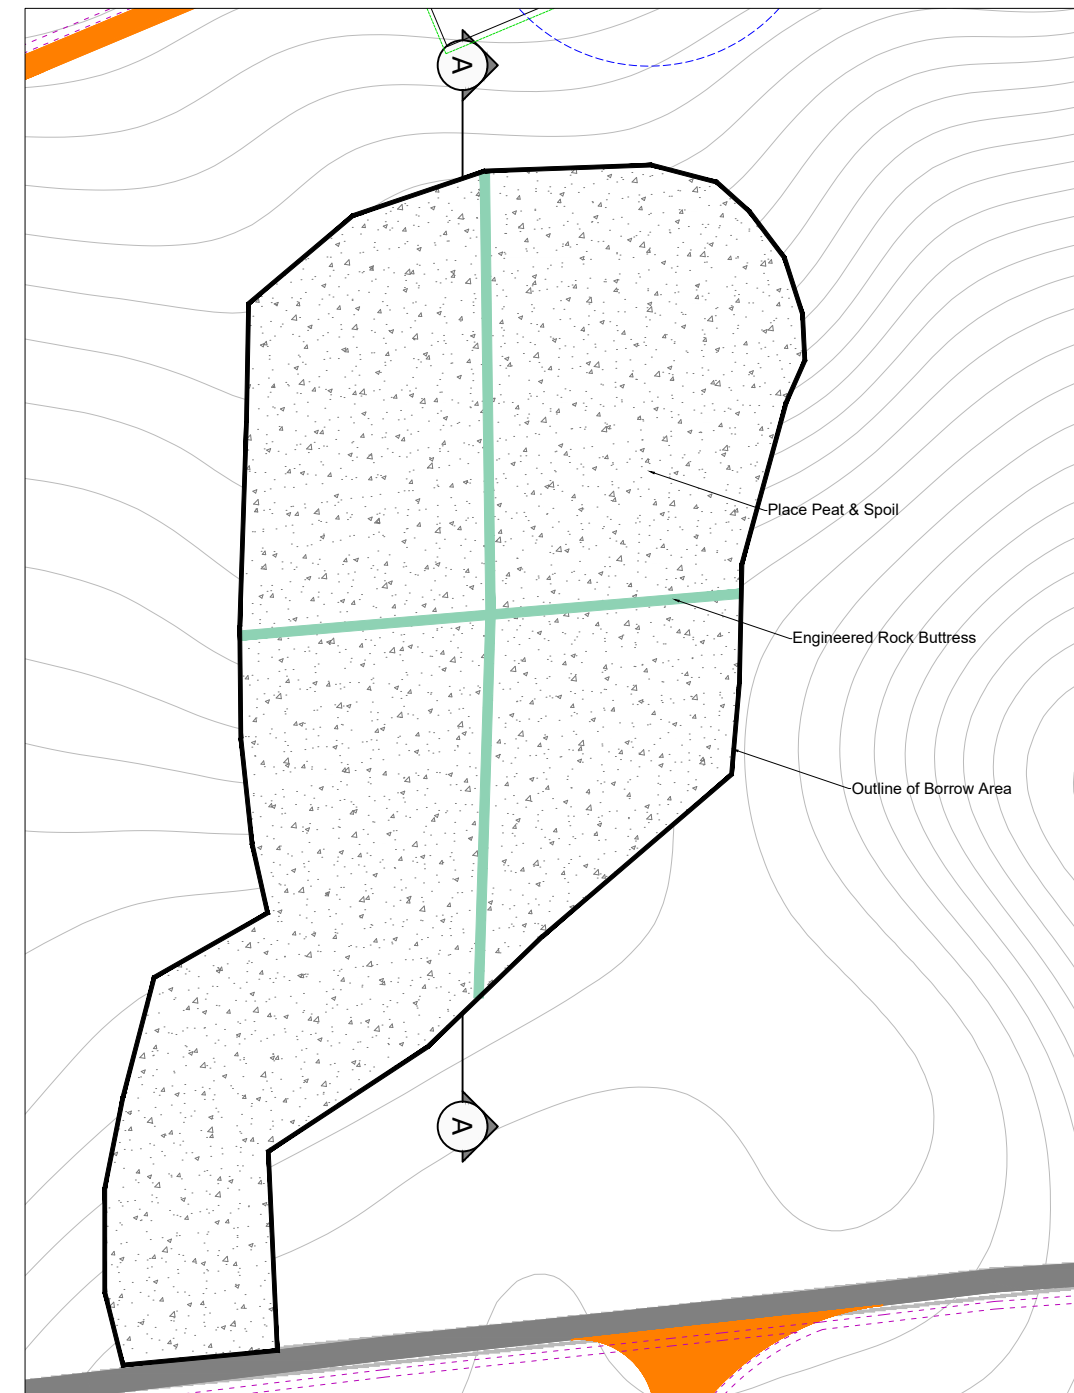 A
Place Peat & Spoil
Engineered Rock Buttress
Outline of Borrow Area
A